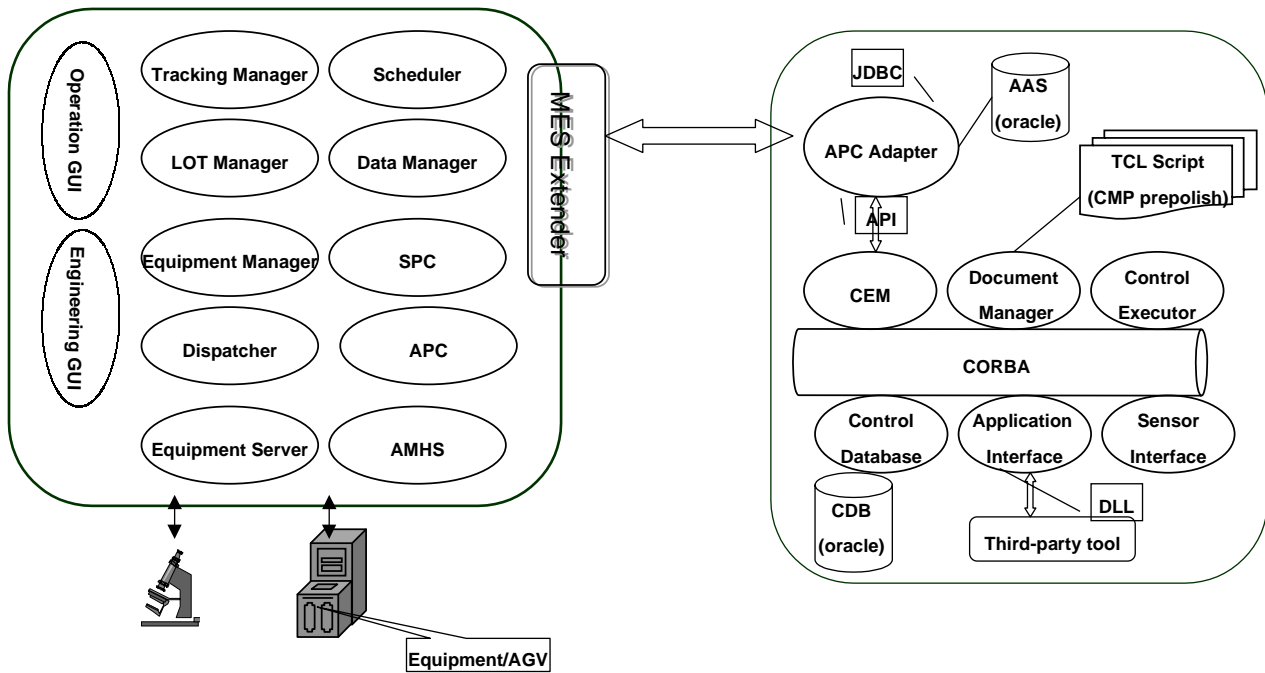 Operation GUI
Engineering GUI
Tracking Manager
Scheduler
LOT Manager
Data Manager
Equipment Manager
SPC
Dispatcher
APC
Equipment Server
AMHS
MES Extender
Equipment/AGV
JDBC
AAS
(oracle)
APC Adapter
TCL Script
(CMP prepolish)
API
CEM
Document
Manager
Control
Executor
CORBA
Control
Database
Application
Interface
Sensor
Interface
CDB
(oracle)
DLL
Third-party tool